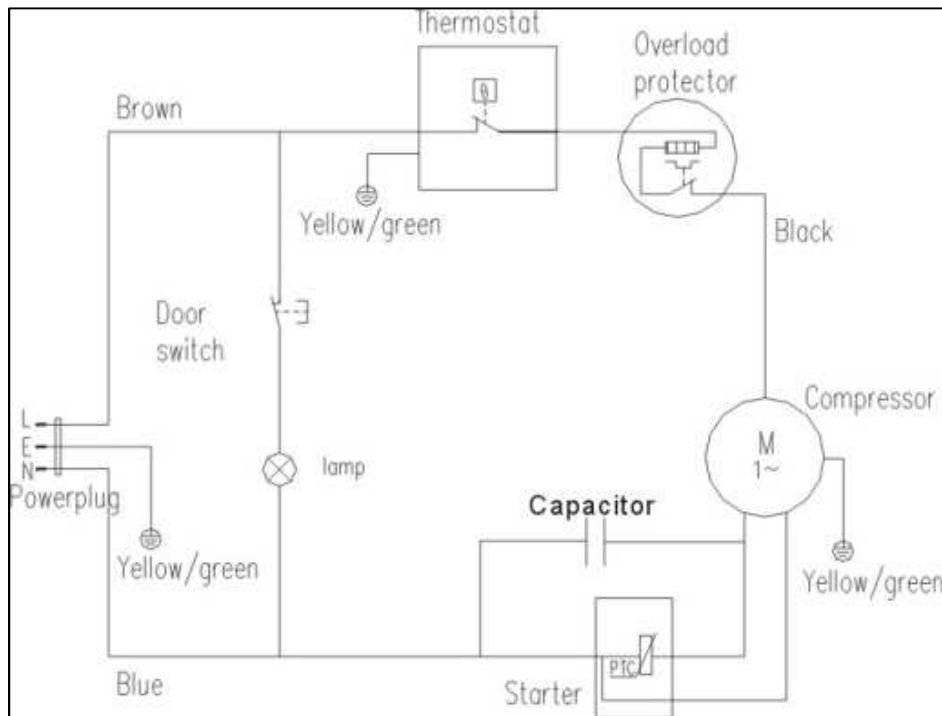 Thermostat
Overload
protector
Brown
θ
Yellow/green
Black
Door
switch
Compressor
L
E
N
Powerplug
lamp
M
1~
Capacitor
Yellow/green
Yellow/green
PTC
Blue
Starter